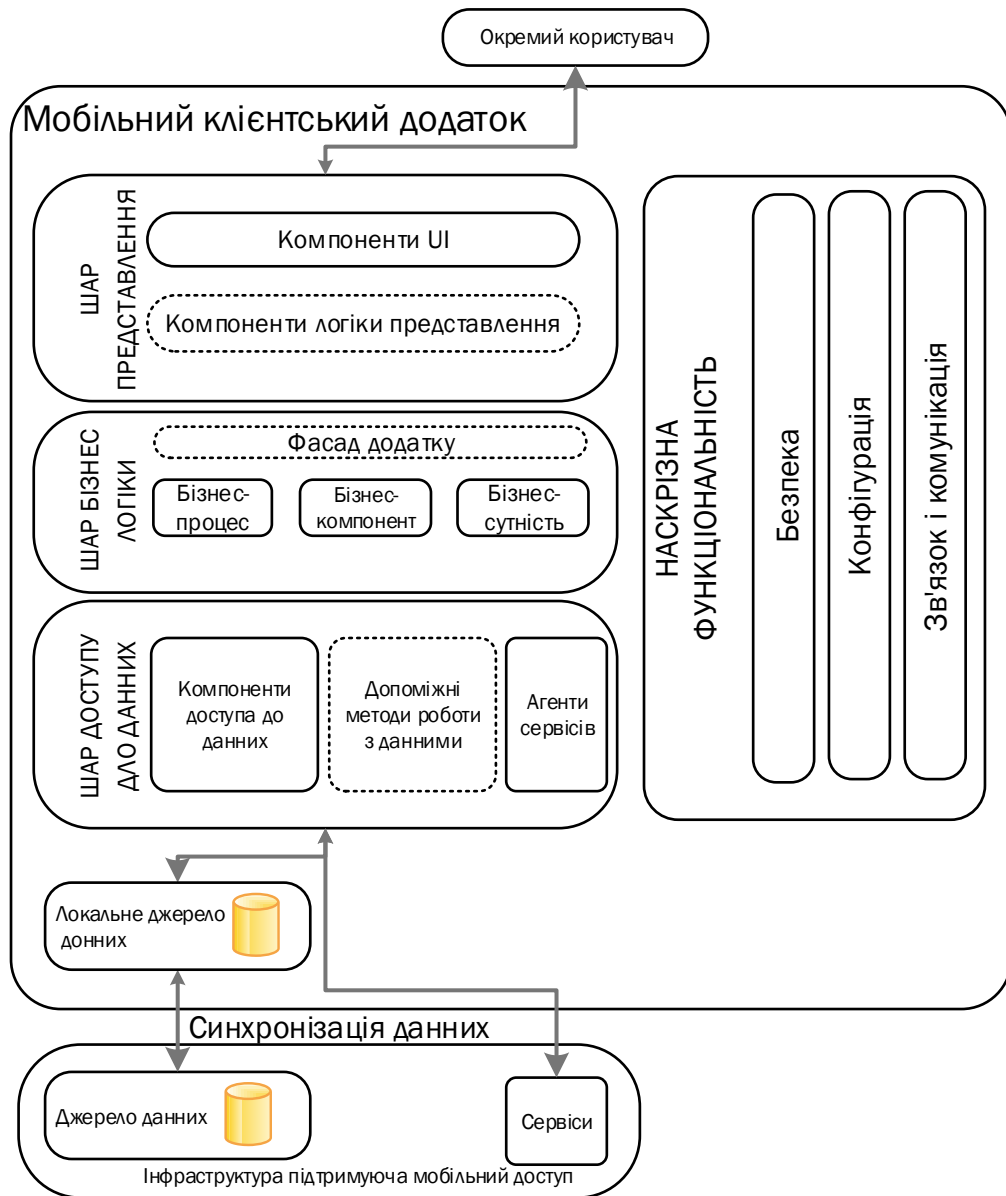 Окремий користувач
Мобільний клієнтський додаток
ШАР
ПРЕДСТАВЛЕННЯ
Компоненти UI
Компоненти логіки представлення
ШАР БІЗНЕС
ЛОГІКИ
Фасад додатку
Бізнес-
процес
Бізнес-
компонент
Бізнес-
сутність
ШАР ДОСТУПУ
ДЛО ДАННИХ
Компоненти
доступа до
данних
Допоміжні
методи роботи
з данними
Агенти
сервісів
НАСКРІЗНА
ФУНКЦІОНАЛЬНІСТЬ
Безпека
Конфігурація
Зв'язок і комунікація
Локальне джерело
донних
Синхронізація данних
Джерело данних
Сервіси
Інфраструктура підтримуюча мобільний доступ